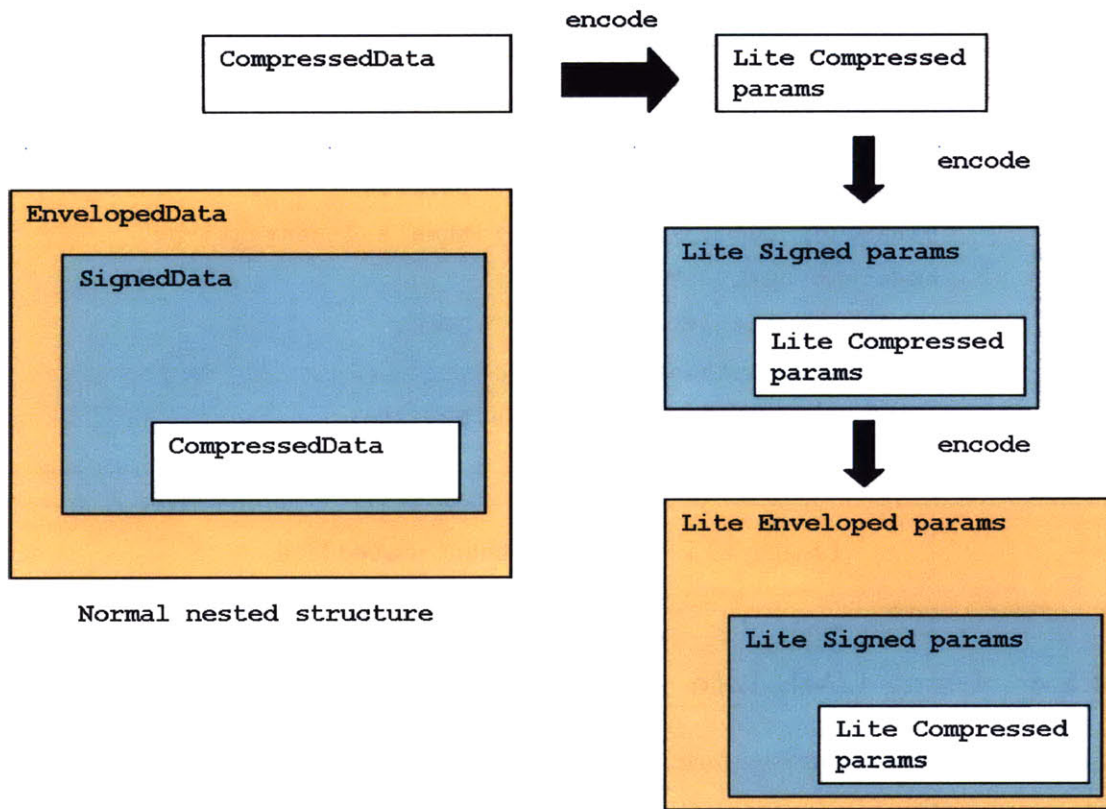 encode
CompressedData
Lite Compressed
params
encode
EnvelopedData
SignedData
CompressedData
Normal nested structure
Lite Signed params
Lite Compressed
params
encode
Lite Enveloped params
Lite Signed params
Lite Compressed
params